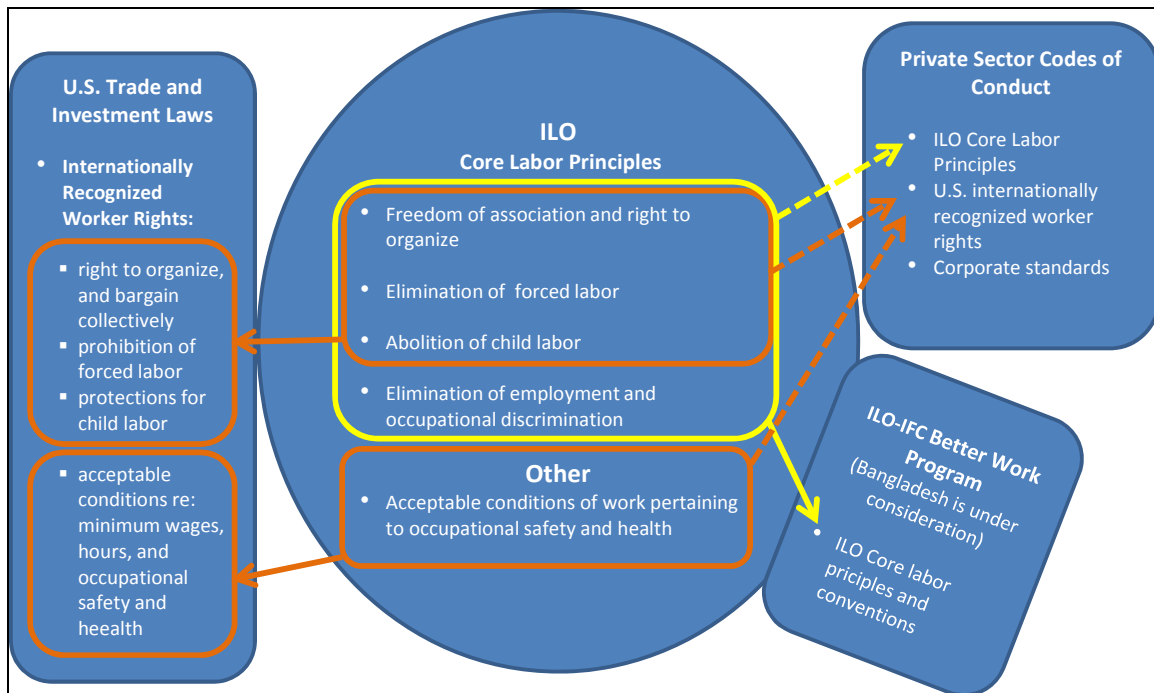 U.S. Trade and
Investment Laws
• Internationally
Recognized
Worker Rights:
▪ right to organize,
and bargain
collectively
▪ prohibition of
forced labor
▪ protections for
child labor
▪ acceptable
conditions re:
minimum wages,
hours, and
occupational
safety and
heealth
ILO
Core Labor Principles
• Freedom of association and right to
organize
• Elimination of forced labor
• Abolition of child labor
• Elimination of employment and
occupational discrimination
Other
• Acceptable conditions of work pertaining
to occupational safety and health
Private Sector Codes of
Conduct
• ILO Core Labor
Principles
• U.S. internationally
recognized worker
rights
• Corporate standards
ILO-IFC Better Work
Program
(Bangladesh is under
consideration)
• ILO Core labor
priciples and
conventions